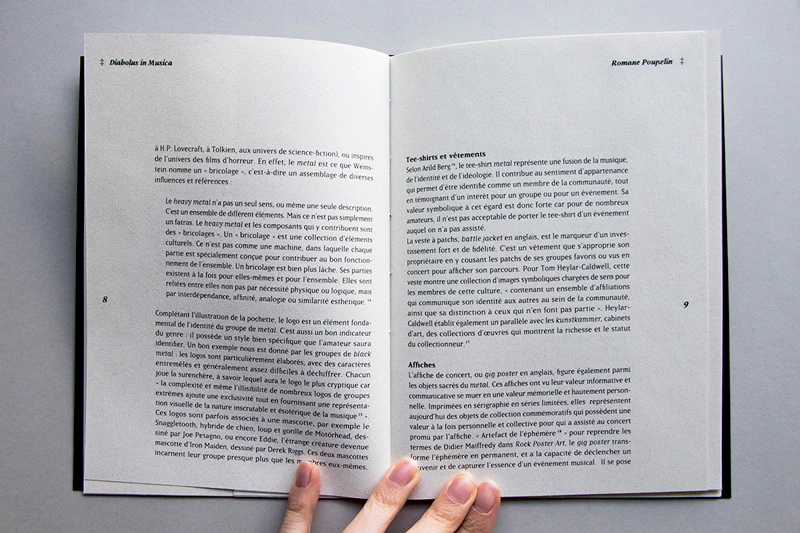 ‡ Diabolus in Musica
à H.P. Lovecraft, à Tolkien, aux univers de science-fiction), ou inspirés
de l'univers des films d'horreur. En effet, le metal est ce que Weins-
tein nomme un « bricolage », c'est-à-dire un assemblage de diverses
influences et références :
Le heavy metal n'a pas un seul sens, ou même une seule description.
C'est un ensemble de différent éléments. Mais ce n'est pas simplement
un fatras. Le heavy metal et les composants qui y contribuent sont
des « bricolages ». Un « bricolage » est une collection d'éléments
culturels. Ce n'est pas comme une machine, dans laquelle chaque
partie est spécialement conçue pour contribuer au bon fonction-
nement de l'ensemble. Un bricolage est bien plus lâche. Ses parties
existent à la fois pour elles-mêmes et pour l'ensemble. Elles sont
reliées entre elles non pas par nécessité physique ou logique, mais
par interdépendance, affinité, analogie ou similarité esthétique.
8
Complétant l'illustration de la pochette, le logo est un élément fonda-
mental de l'identité du groupe de metal. C'est aussi un bon indicateur
du genre : il possède un style bien spécifique que l'amateur saura
identifier. Un bon exemple nous est donné par les groupes de black
metal : les logos sont particulièrement élaborés, avec des caractères
entremêlés et généralement assez difficiles à déchiffrer. Chacun
joue la surenchère, à savoir lequel aura le logo le plus cryptique car
« la complexité et même l'illisibilité de nombreux logos de groupes
extrêmes ajoute une exclusivité tout en fournissant une représenta-
tion visuelle de la nature inscrutable et ésotérique de la musique ».
Ces logos sont parfois associés à une mascotte, par exemple le
Snaggletooth, hybride de chien, loup et gorille de Motörhead, des-
siné par Joe Petagno, ou encore Eddie, l'étrange créature devenue
mascotte d'Iron Maiden, dessiné par Derek Riggs. Ces deux mascottes
incarnent leur groupe presque plus que les membres eux-mêmes.
Romane Poupelin ‡
Tee-shirts et vêtements
Selon Arild Berg, le tee-shirt metal représente une fusion de la musique,
de l'identité et de l'idéologie. Il contribue au sentiment d'appartenance
qui permet d'être identifié comme un membre de la communauté, tout
en témoignant d'un intérêt pour un groupe ou pour un événement. Sa
valeur symbolique à cet égard est donc forte car pour de nombreux
amateurs, il n'est pas acceptable de porter le tee-shirt d'un événement
auquel on n'a pas assisté.
La veste à patchs, battle jacket en anglais, est le marqueur d'un inves-
tissement fort et de fidélité. C'est un vêtement que s'approprie son
propriétaire en y cousant les patchs de ses groupes favoris ou vus en
concert pour afficher son parcours. Pour Tom Heylar-Caldwell, cette
veste montre une collection d'images symboliques chargées de sens pour
les membres de cette culture, « contenant un ensemble d'affiliations
qui communique son identité aux autres au sein de la communauté,
ainsi que sa distinction à ceux qui n'en font pas partie ». Heylar-
Caldwell établit également un parallèle avec les kunstkammer, cabinets
d'art, des collections d'œuvres qui montrent la richesse et le statut
du collectionneur.¹⁷
9
Affiches
L'affiche de concert, ou gig poster en anglais, figure également parmi
les objets sacrés du metal. Ces affiches ont vu leur valeur informative et
communicative se muer en une valeur mémorielle et hautement person-
nelle. Imprimées en sérigraphie en séries limitées, elles représentent
aujourd'hui des objets de collection commémoratifs qui possèdent une
valeur à la fois personnelle et collective pour qui a assisté au concert
promu par l'affiche. « Artefact de l'éphémère ¹⁸ » pour reprendre les
termes de Didier Maiffredy dans Rock Poster Art, le gig poster trans-
forme l'éphémère en permanent, et a la capacité de déclencher un
souvenir et de capturer l'essence d'un événement musical. Il se pose